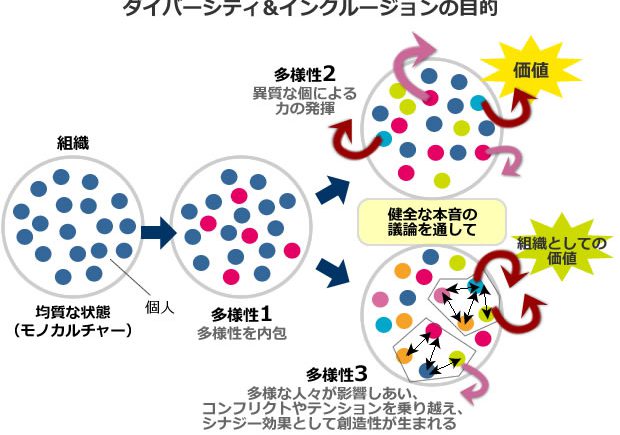 ダイバーシティ&インクルージョンの目的
組織
均質な状態
（モノカルチャー）
個人
多様性1
多様性を内包
多様性2
異質な個による
力の発揮
価値
健全な本音の
議論を通して
組織としての
価値
多様性3
多様な人々が影響しあい、
コンフリクトやテンションを乗り越え、
シナジー効果として創造性が生まれる